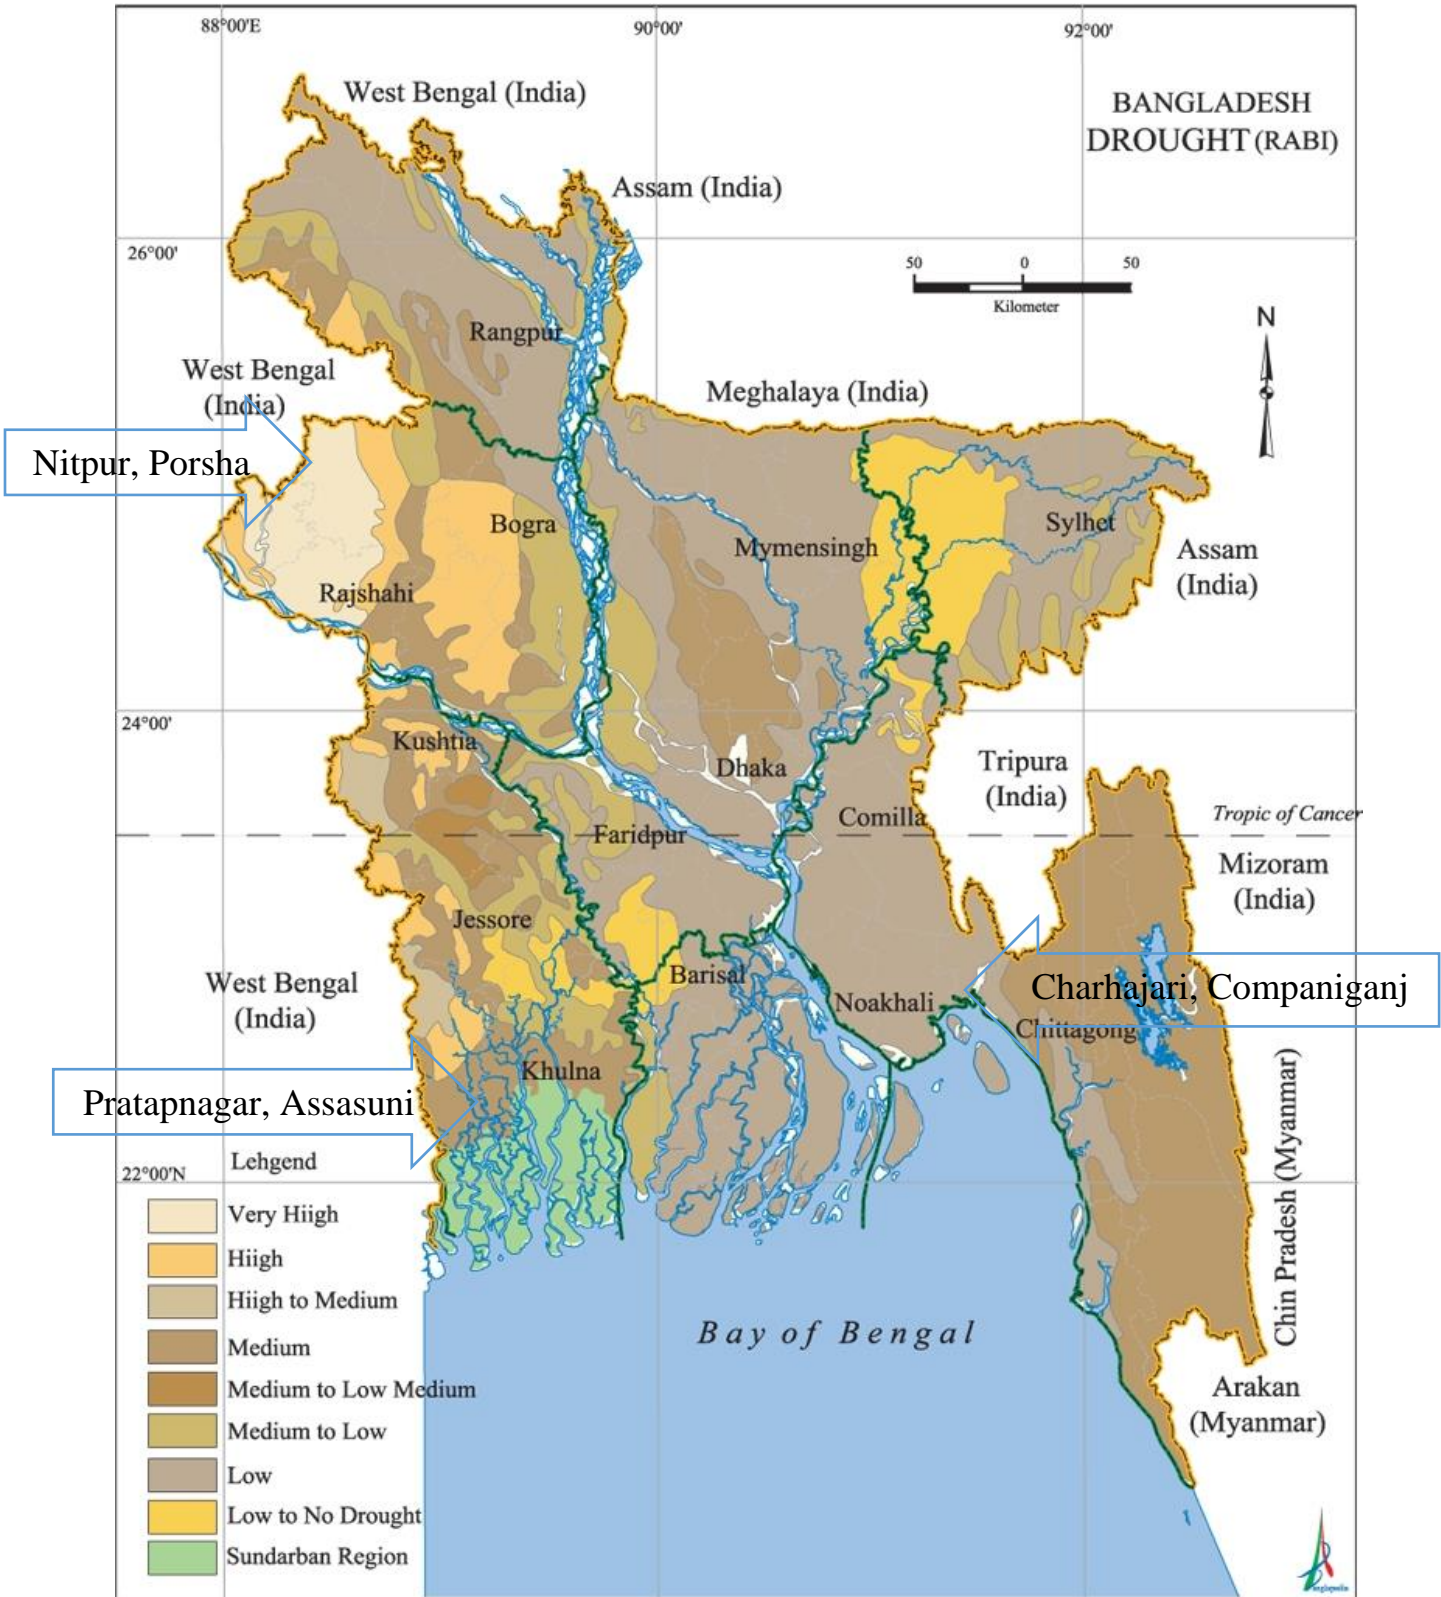 88°00'E
90°00'
92°00'
West Bengal (India)
BANGLADESH
DROUGHT (RABI)
Assam (India)
26°00'
50 0 50
Kilometer
N
Rangpur
West Bengal
(India)
Meghalaya (India)
Nitpur, Porsha
Bogra
Mymensingh
Sylhet
Assam
(India)
Rajshahi
24°00'
Kushtia
Dhaka
Tripura
(India)
Comilla
Tropic of Cancer
Faridpur
Mizoram
(India)
Jessore
West Bengal
(India)
Barisal
Noakhali
Charhajari, Companiganj
Chittagong
Khulna
Pratapnagar, Assasuni
Chin Pradesh (Myanmar)
22°00'N
Lehgend
Very Hiigh
Hiigh
Hiigh to Medium
Medium
Medium to Low Medium
Medium to Low
Low
Low to No Drought
Sundarban Region
Bay of Bengal
Arakan
(Myanmar)